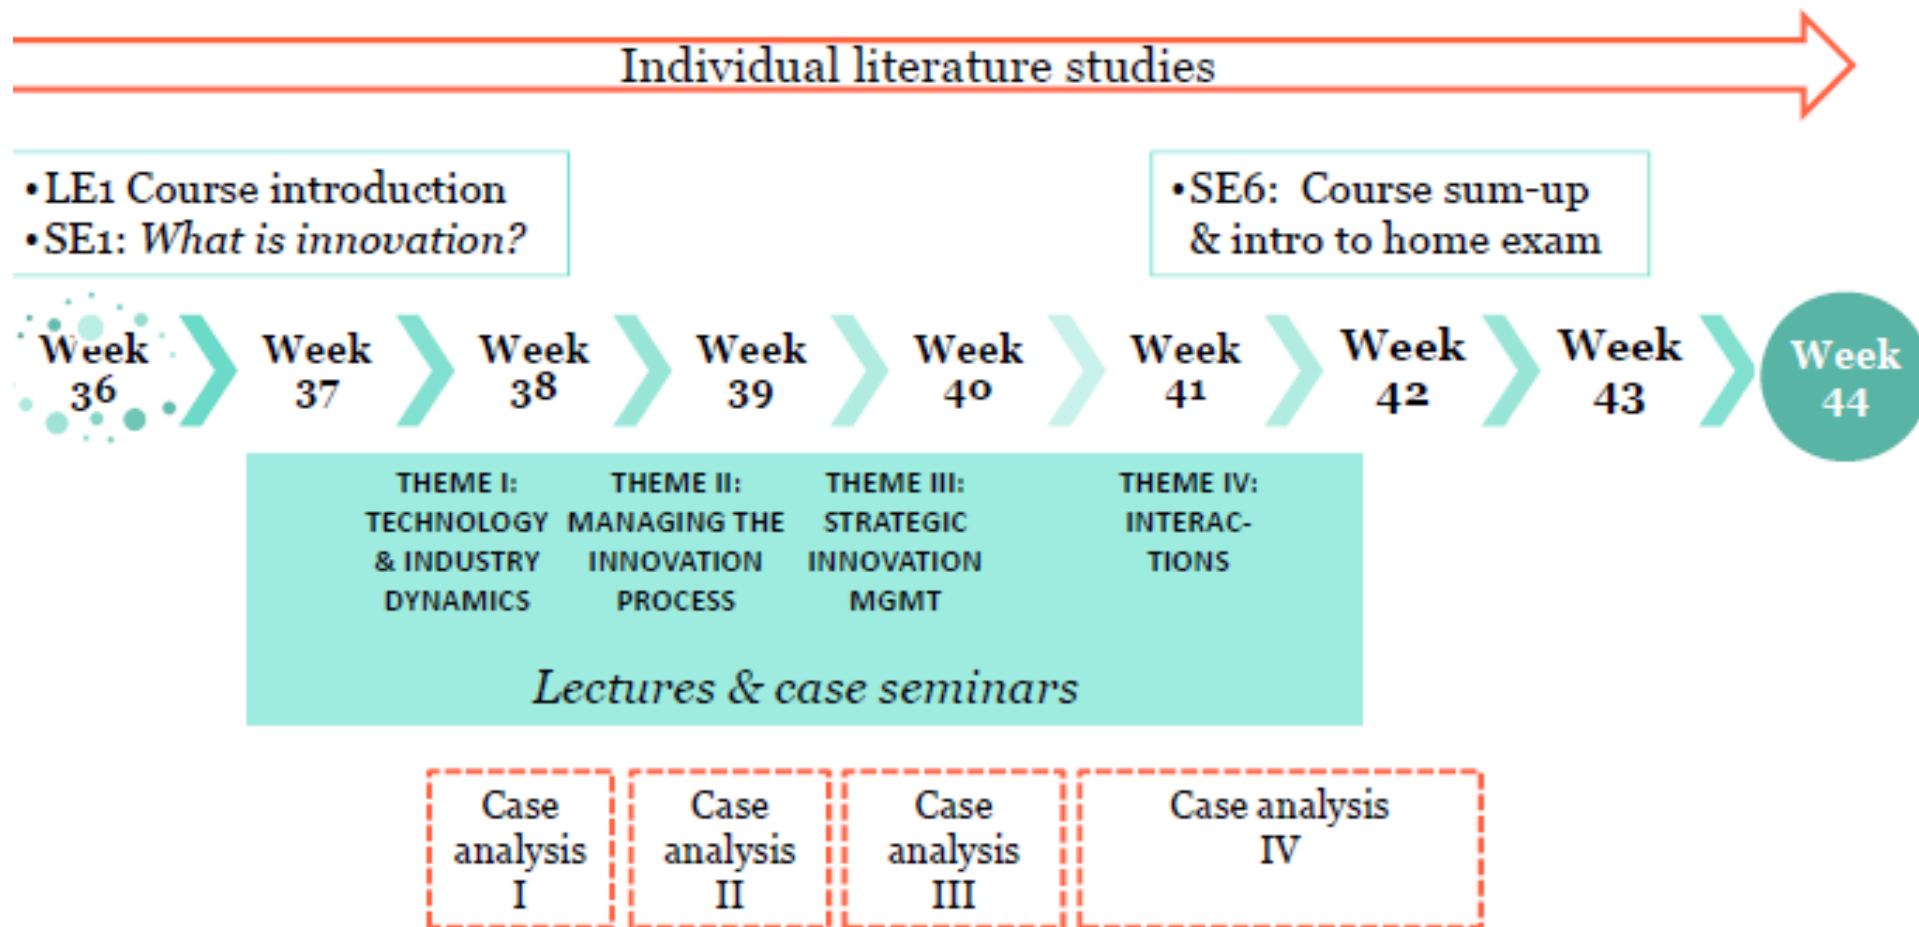 Individual literature studies
•LE1 Course introduction
•SE1: What is innovation?
•SE6: Course sum-up
& intro to home exam
Week
36
Week
37
Week
38
Week
39
Week
40
Week
41
Week
42
Week
43
Week
44
THEME I:
TECHNOLOGY
& INDUSTRY
DYNAMICS
THEME II:
MANAGING THE
INNOVATION
PROCESS
THEME III:
STRATEGIC
INNOVATION
MGMT
THEME IV:
INTERAC-
TIONS
Lectures & case seminars
Case
analysis
I
Case
analysis
II
Case
analysis
III
Case analysis
IV